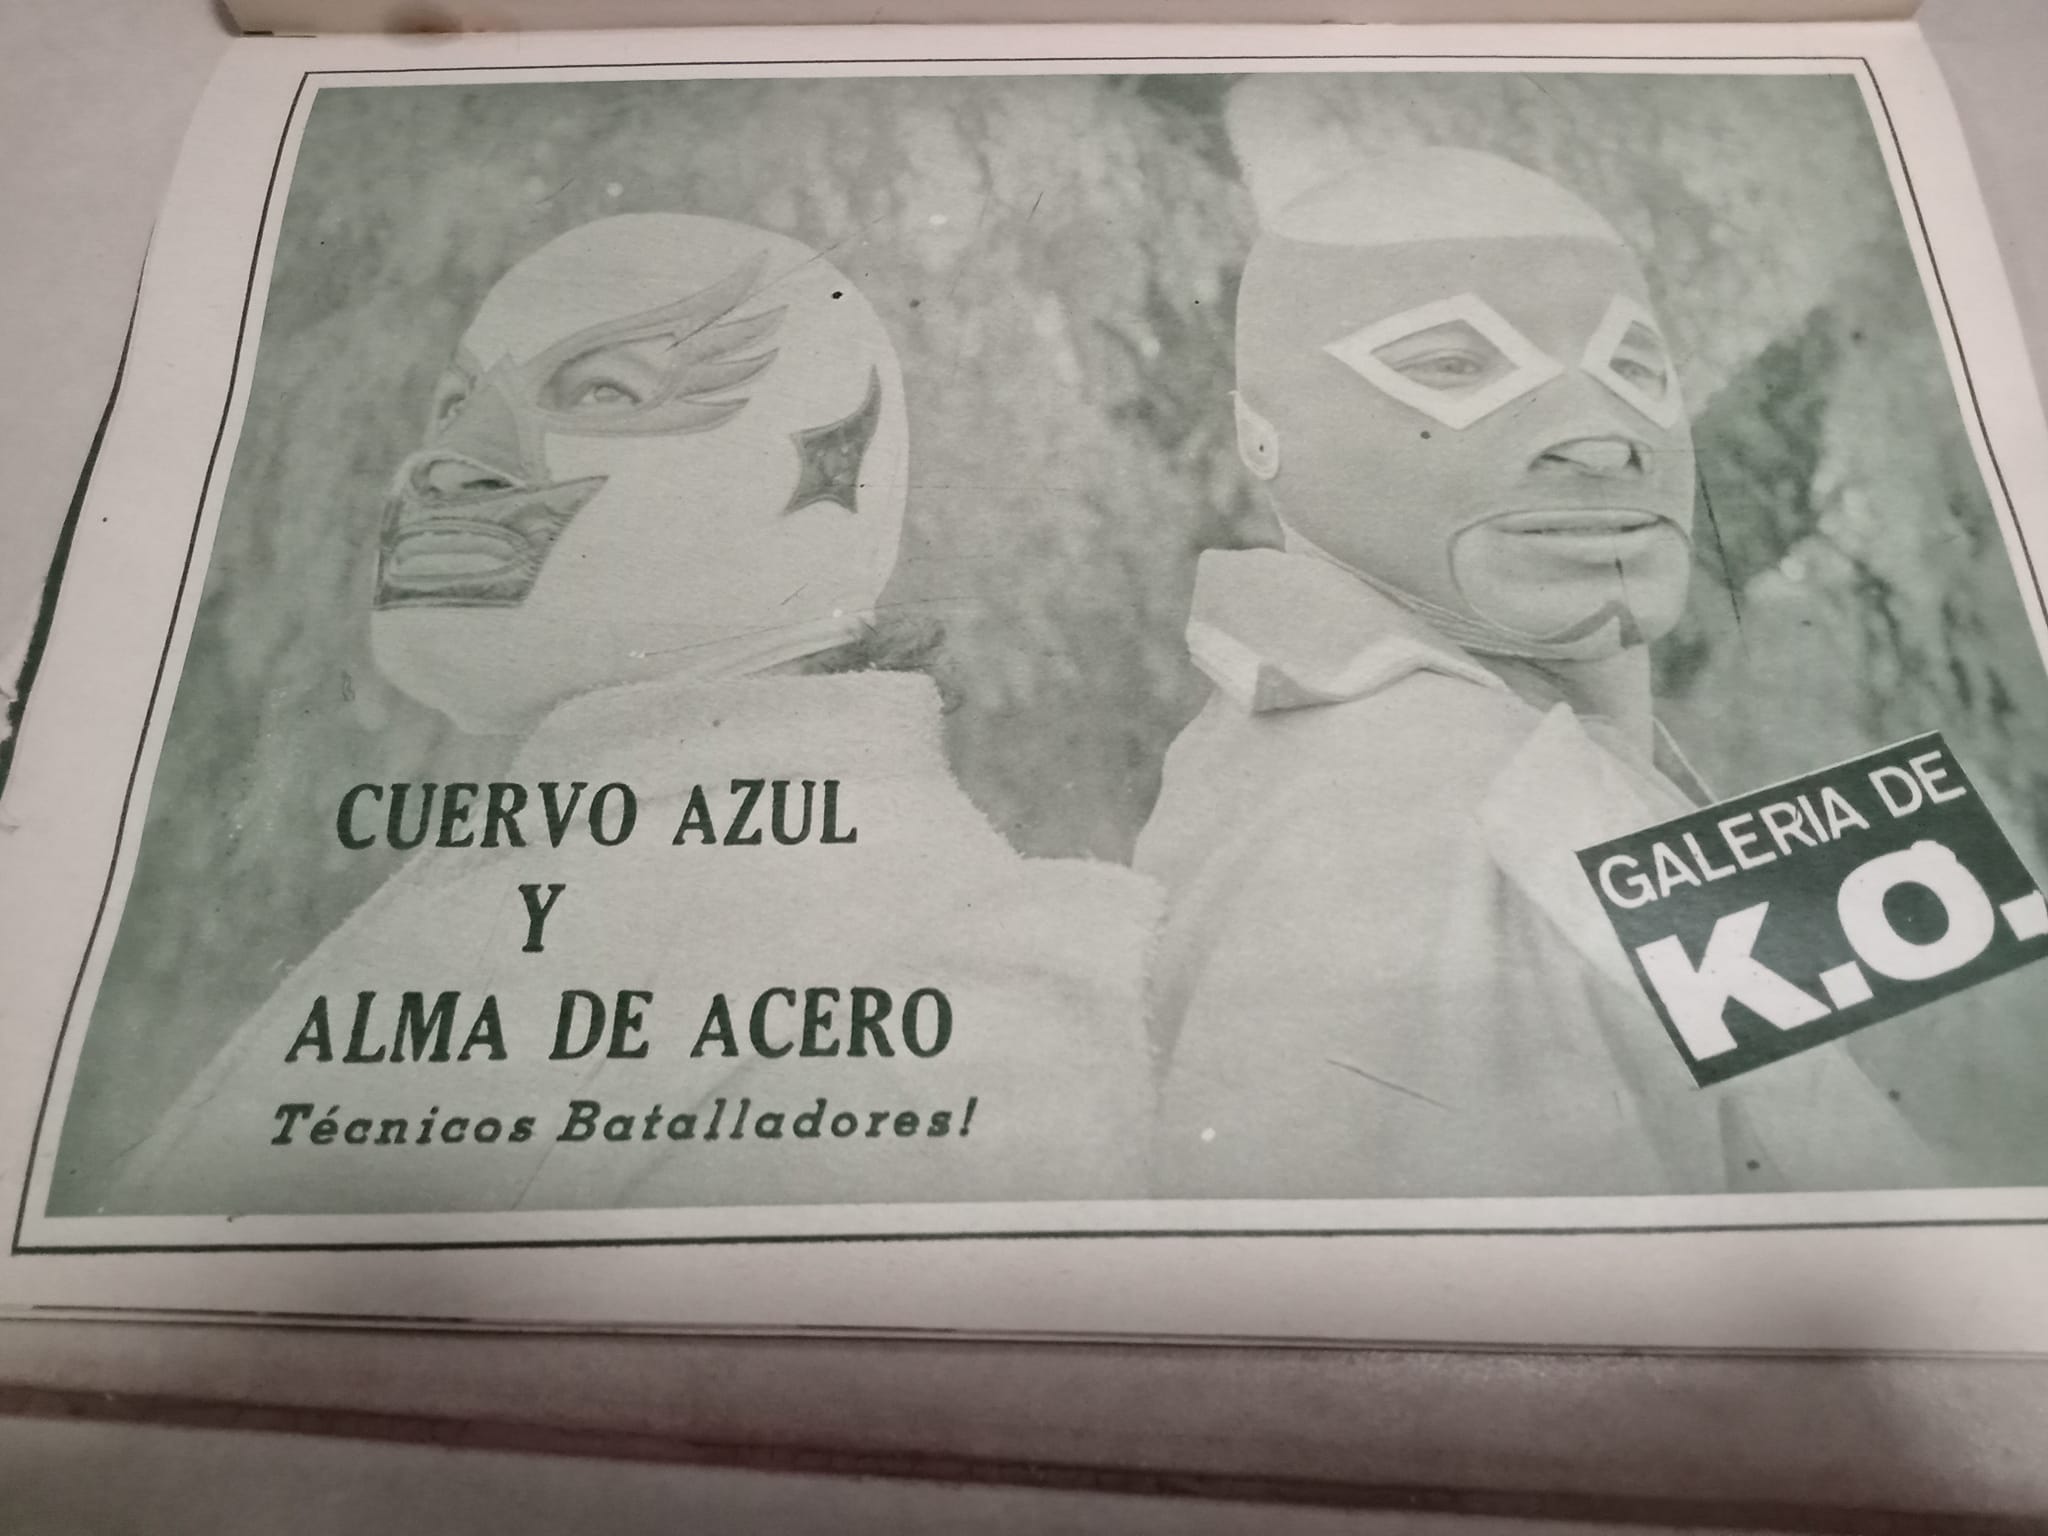 CUERVO AZUL
Y
ALMA DE ACERO
Técnicos Batalladores!
GALERIA DE
K.O.